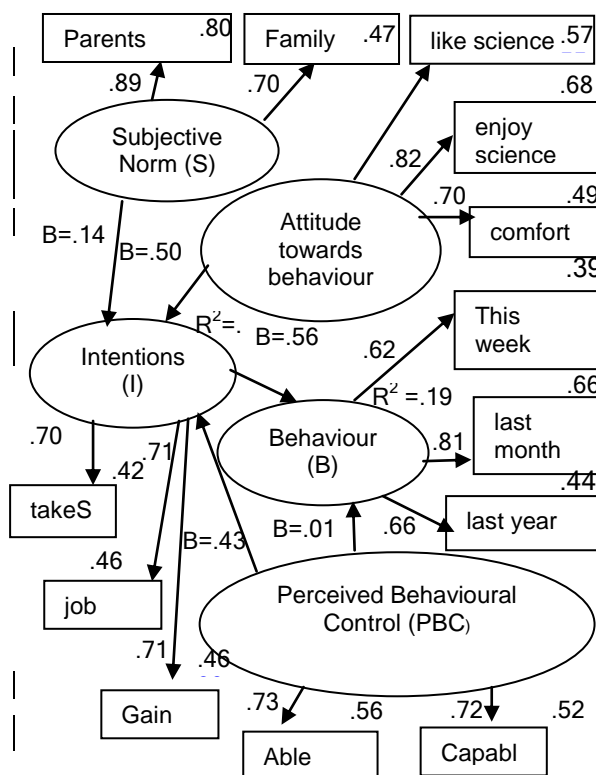 Parents .80
Family .47
like science .57
.89
.70
.68
Subjective
Norm (S)
enjoy
science
.82
.70
.49
Attitude
towards
behaviour
comfort
B=.14
B=.50
.39
R²=.
B=.56
This
week
Intentions
(I)
.62
R² =.19
.66
Behaviour
(B)
.81
last
month
.70
.42
.71
.44
takeS
B=.43
B=.01
.66
last year
.46
job
Perceived Behavioural
Control (PBC)
.71
.46
Gain
.73
.56
.72
.52
Able
Capabl